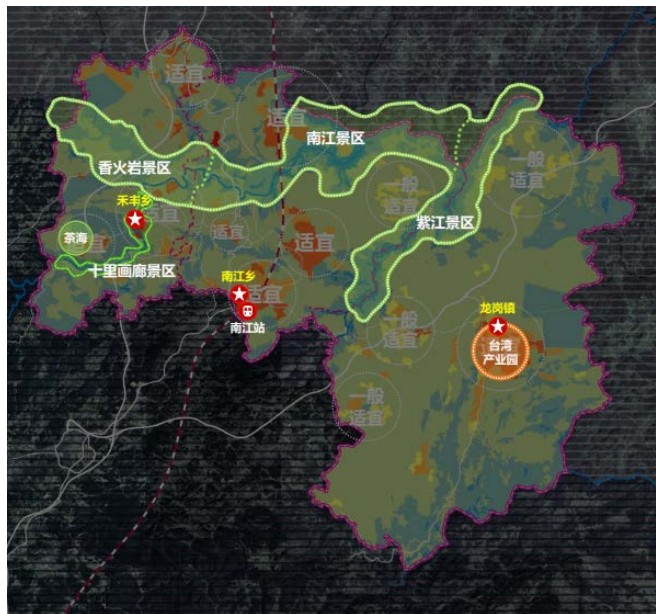 适宜
适宜
南江景区
香火岩景区
一般
适宜
一般
适宜
禾丰乡
适宜
紫江景区
茶海
宜
适宜
适宜
十里画廊景区
南江乡
适宜
南江站
龙岗镇
一般
适宜
台湾
产业园
一般
适宜